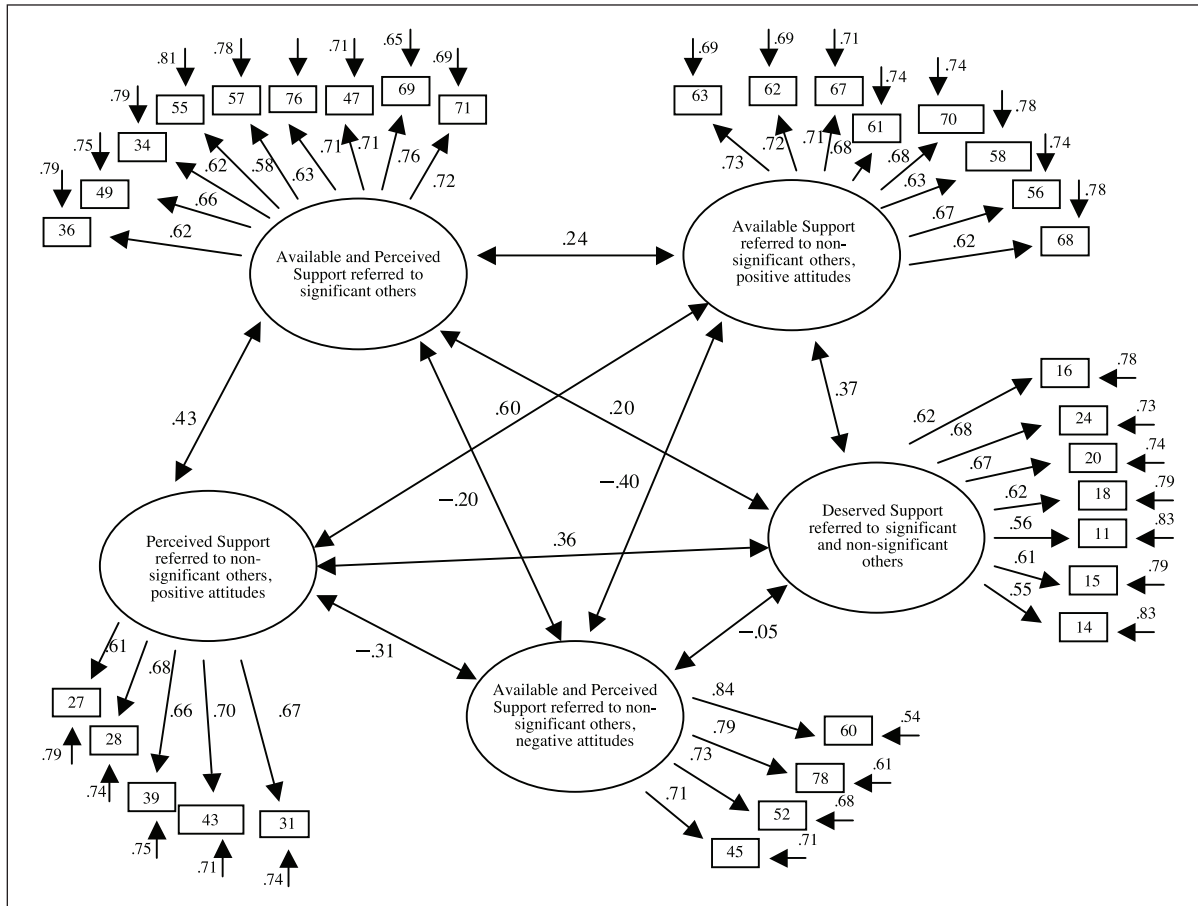 .81 .78 .71 .65 .69
.79 55 57 76 47 69 71
.75 34
.79 49
36
.62 .66 .62 .58 .63 .71 .71 .76 .72
Available and Perceived
Support referred to
significant others
.69 .69 .71 .74 .74 .78 .74 .78
63 62 67 61 70 58 56 68
.73 .72 .71 .68 .68 .63 .67 .62
Available Support
referred to non-
significant others,
positive attitudes
.24
.43
.60
.20
.37
–.20
–.40
.36
–.31
–.05
Deserved Support
referred to significant
and non-significant
others
.62 16 .78
.68 24 .73
.67 20 .74
.62 18 .79
.56 11 .83
.61 15 .79
.55 14 .83
Perceived Support
referred to non-
significant others,
positive attitudes
.61 .68 .66 .70 .67
27 28 39 43 31
.79 .74 .75 .71 .74
Available and Perceived
Support referred to non-
significant others,
negative attitudes
.84 60 .54
.79 78 .61
.73 52 .68
.71 45 .71